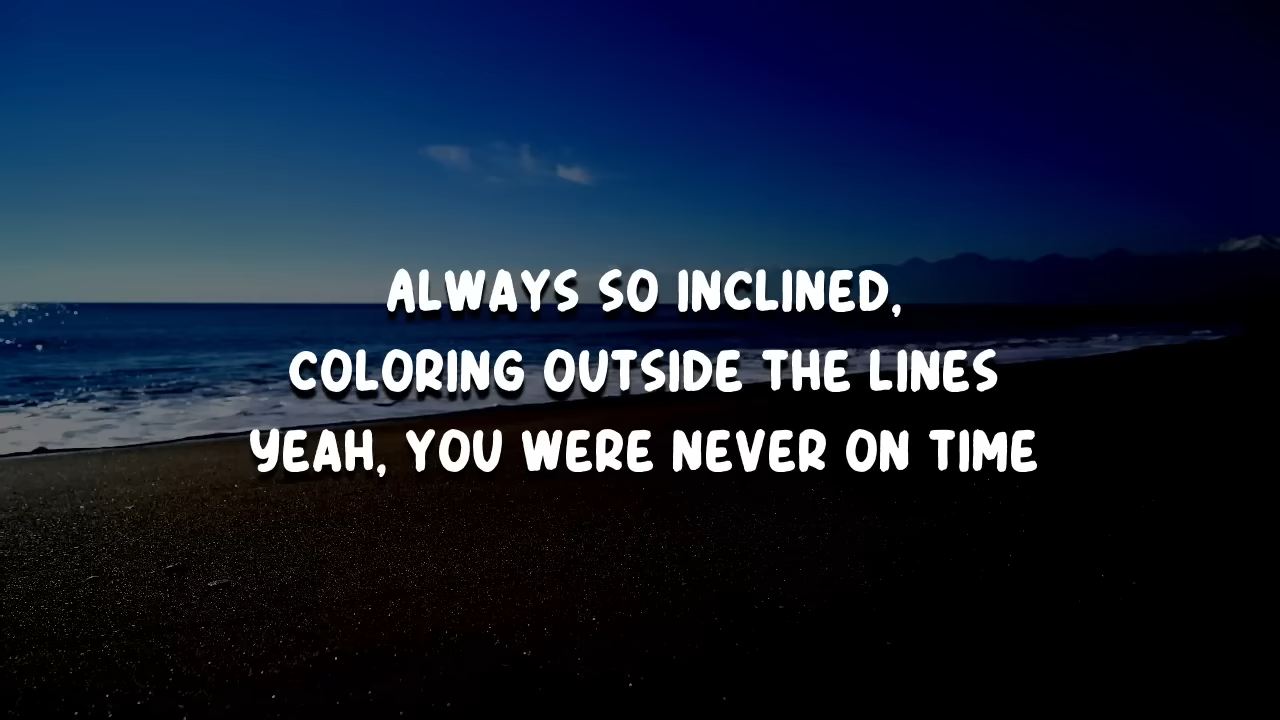 ALWAYS SO INCLINED,
COLORING OUTSIDE THE LINES
YEAH, YOU WERE NEVER ON TIME